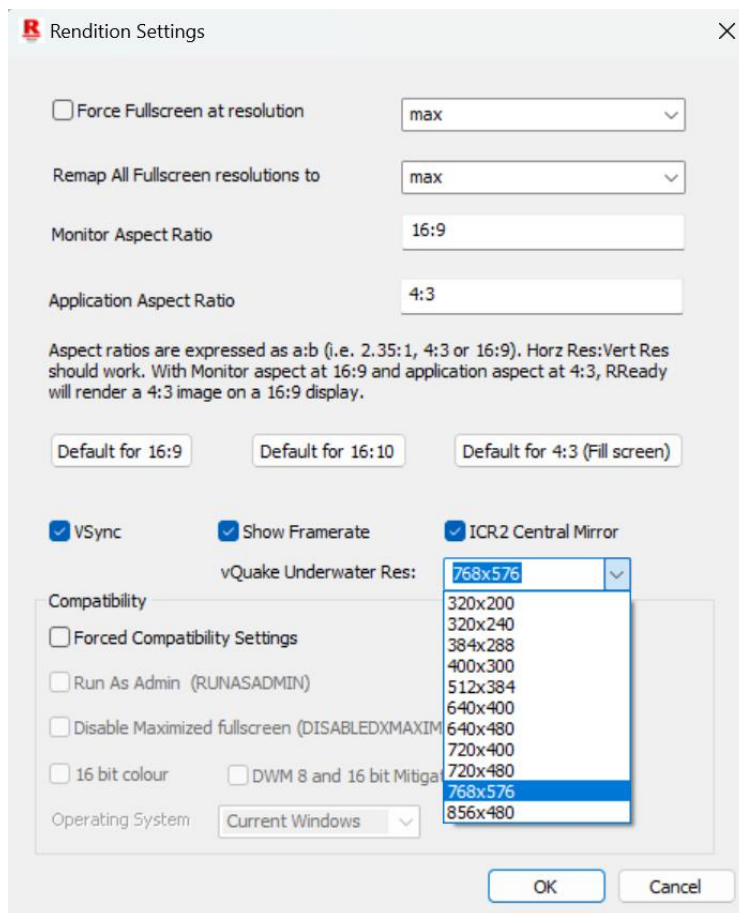 R Rendition Settings
Force Fullscreen at resolution max
Remap All Fullscreen resolutions to max
Monitor Aspect Ratio 16:9
Application Aspect Ratio 4:3
Aspect ratios are expressed as a:b (i.e. 2.35:1, 4:3 or 16:9). Horz Res:Vert Res
should work. With Monitor aspect at 16:9 and application aspect at 4:3, RReady
will render a 4:3 image on a 16:9 display.
Default for 16:9 Default for 16:10 Default for 4:3 (Fill screen)
VSync Show Framerate ICR2 Central Mirror
vQuake Underwater Res: 768x576
320x200
320x240
384x288
400x300
512x384
640x400
640x480
720x400
720x480
768x576
856x480
Compatibility
Forced Compatibility Settings
Run As Admin (RUNASADMIN)
Disable Maximized fullscreen (DISABLEDXMAXIM
16 bit colour DWM 8 and 16 bit Mitigat
Operating System Current Windows
OK Cancel